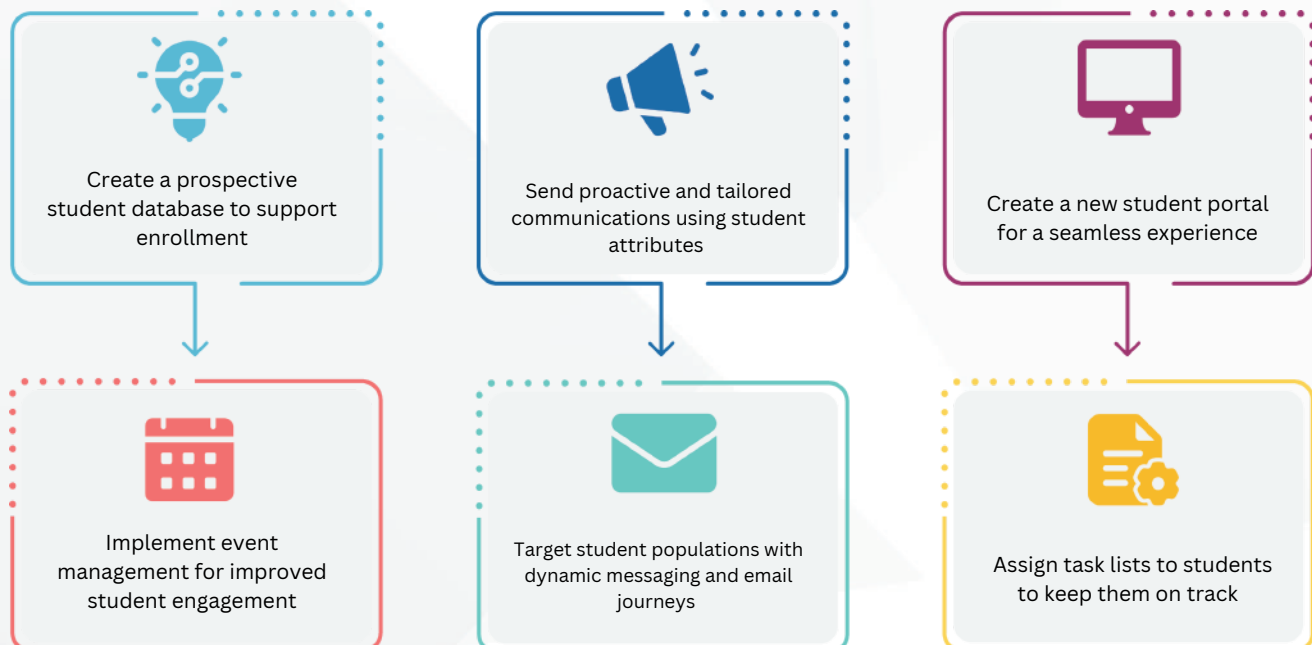 Create a prospective
student database to support
enrollment
Send proactive and tailored
communications using student
attributes
Create a new student portal
for a seamless experience
Implement event
management for improved
student engagement
Target student populations with
dynamic messaging and email
journeys
Assign task lists to students
to keep them on track